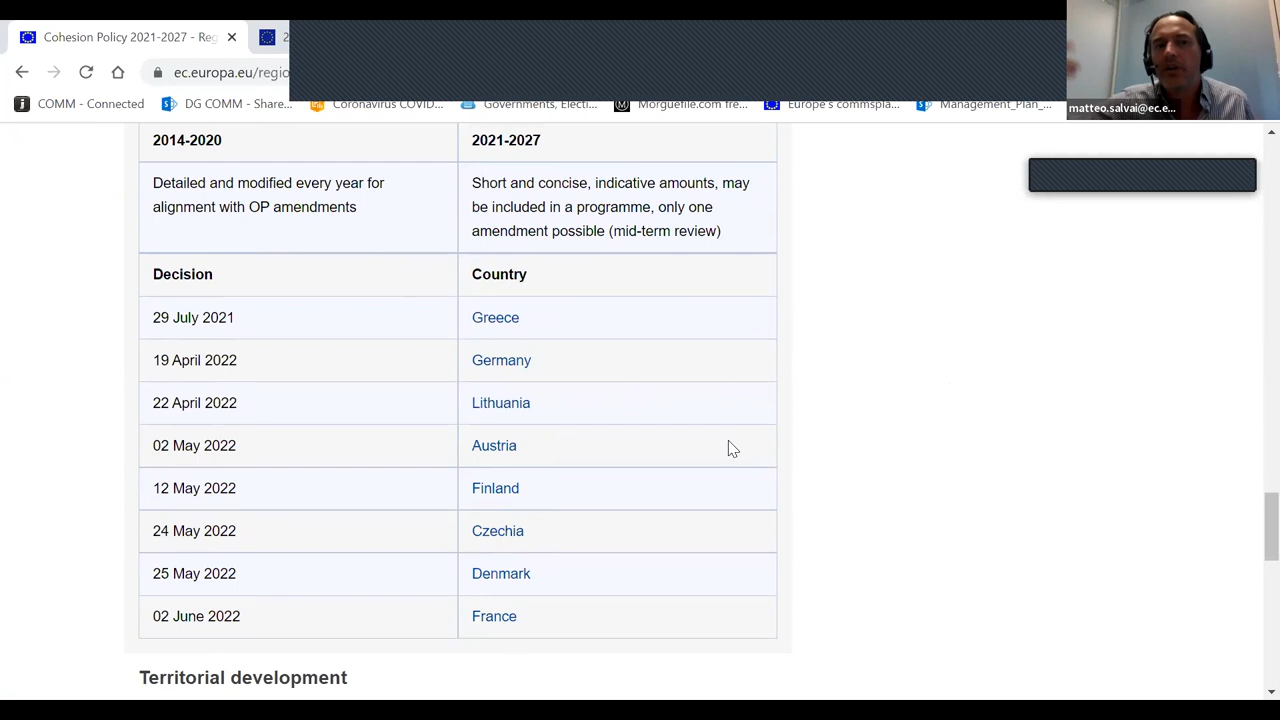 Cohesion Policy 2021-2027 - Reg
2
ec.europa.eu/regio
COMM - Connected
DG COMM - Share...
Coronavirus COVID...
Governments, Electi...
Morguefile.com fre...
Europe's commspla...
Management_Plan_...
matteo.salvai@ec.e...
2014-2020
2021-2027
Detailed and modified every year for
alignment with OP amendments
Short and concise, indicative amounts, may
be included in a programme, only one
amendment possible (mid-term review)
Decision
Country
29 July 2021
Greece
19 April 2022
Germany
22 April 2022
Lithuania
02 May 2022
Austria
12 May 2022
Finland
24 May 2022
Czechia
25 May 2022
Denmark
02 June 2022
France
Territorial development